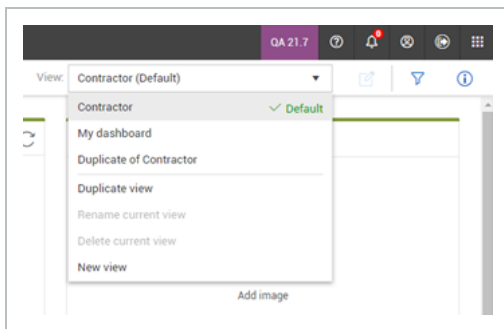 QA 21.7
View: Contractor (Default)
Contractor Default
My dashboard
Duplicate of Contractor
Duplicate view
Rename current view
Delete current view
New view
Add image